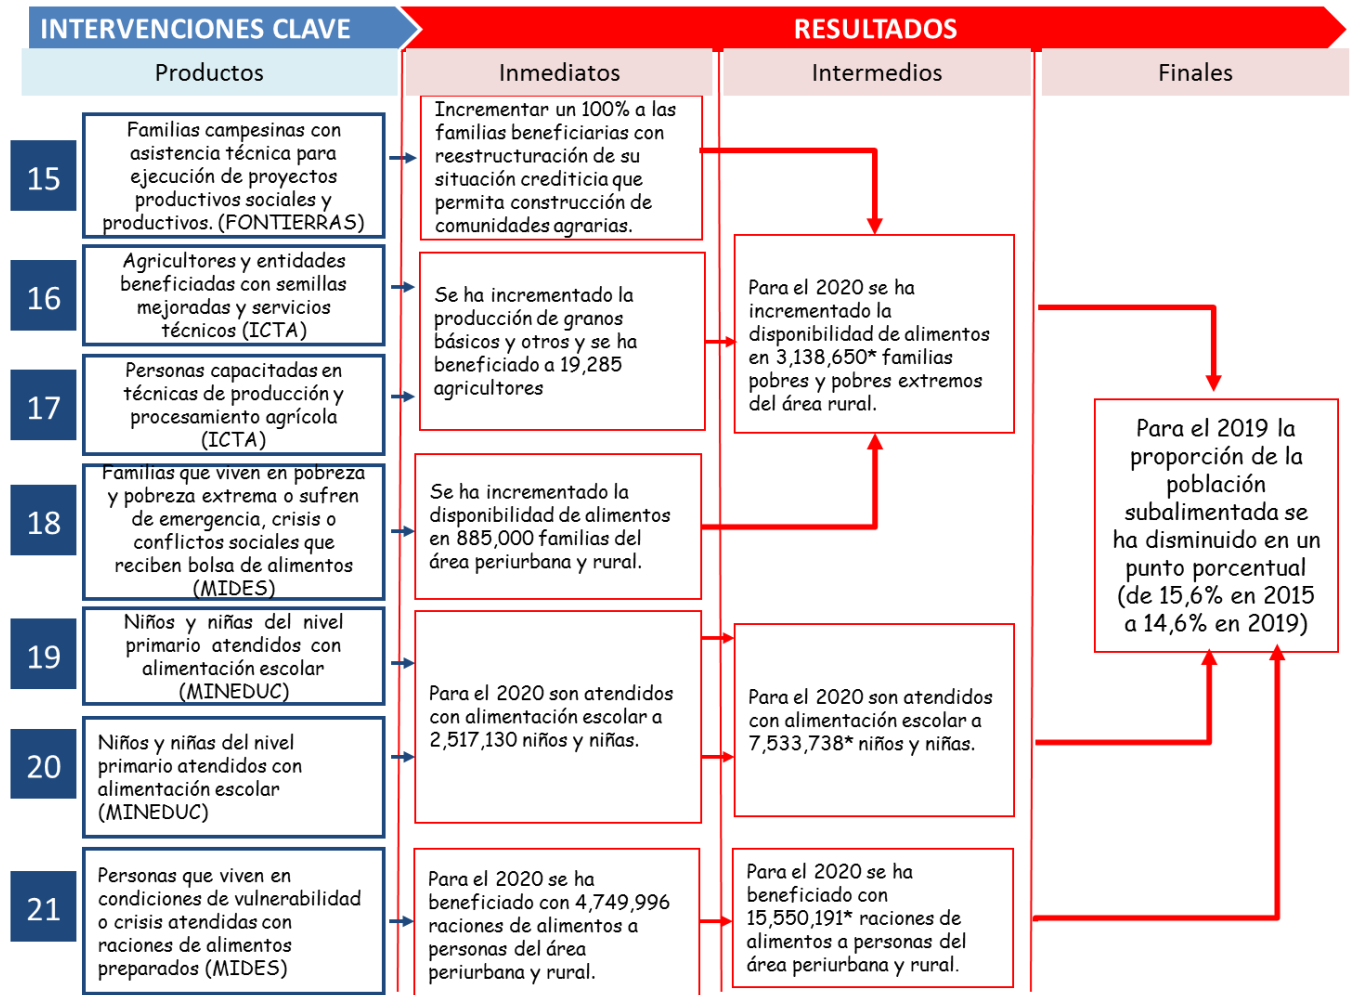 INTERVENCIONES CLAVE
RESULTADOS
Productos
Inmediatos
Intermedios
Finales
15
Familias campesinas con
asistencia técnica para
ejecución de proyectos
productivos sociales y
productivos. (FONTIERRAS)
16
Agricultores y entidades
beneficiadas con semillas
mejoradas y servicios
técnicos (ICTA)
17
Personas capacitadas en
técnicas de producción y
procesamiento agrícola
(ICTA)
18
Familias que viven en pobreza
y pobreza extrema o sufren
de emergencia, crisis o
conflictos sociales que
reciben bolsa de alimentos
(MIDES)
19
Niños y niñas del nivel
primario atendidos con
alimentación escolar
(MINEDUC)
20
Niños y niñas del nivel
primario atendidos con
alimentación escolar
(MINEDUC)
21
Personas que viven en
condiciones de vulnerabilidad
o crisis atendidas con
raciones de alimentos
preparados (MIDES)
Incrementar un 100% a las
familias beneficiarias con
reestructuración de su
situación crediticia que
permita construcción de
comunidades agrarias.
Se ha incrementado la
producción de granos
básicos y otros y se ha
beneficiado a 19,285
agricultores
Se ha incrementado la
disponibilidad de alimentos
en 885,000 familias del
área periurbana y rural.
Para el 2020 son atendidos
con alimentación escolar a
2,517,130 niños y niñas.
Para el 2020 se ha
beneficiado con 4,749,996
raciones de alimentos a
personas del área
periurbana y rural.
Para el 2020 se ha
incrementado la
disponibilidad de alimentos
en 3,138,650* familias
pobres y pobres extremos
del área rural.
Para el 2020 son atendidos
con alimentación escolar a
7,533,738* niños y niñas.
Para el 2020 se ha
beneficiado con
15,550,191* raciones de
alimentos a personas del
área periurbana y rural.
Para el 2019 la
proporción de la
población
subalimentada se
ha disminuido en un
punto porcentual
(de 15,6% en 2015
a 14,6% en 2019)